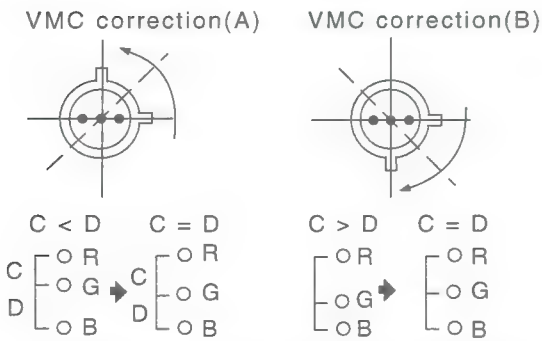 VMC correction(A) VMC correction(B)
C < D C = D C > D C = D
C R C R R R
G G G G
D B D B B B